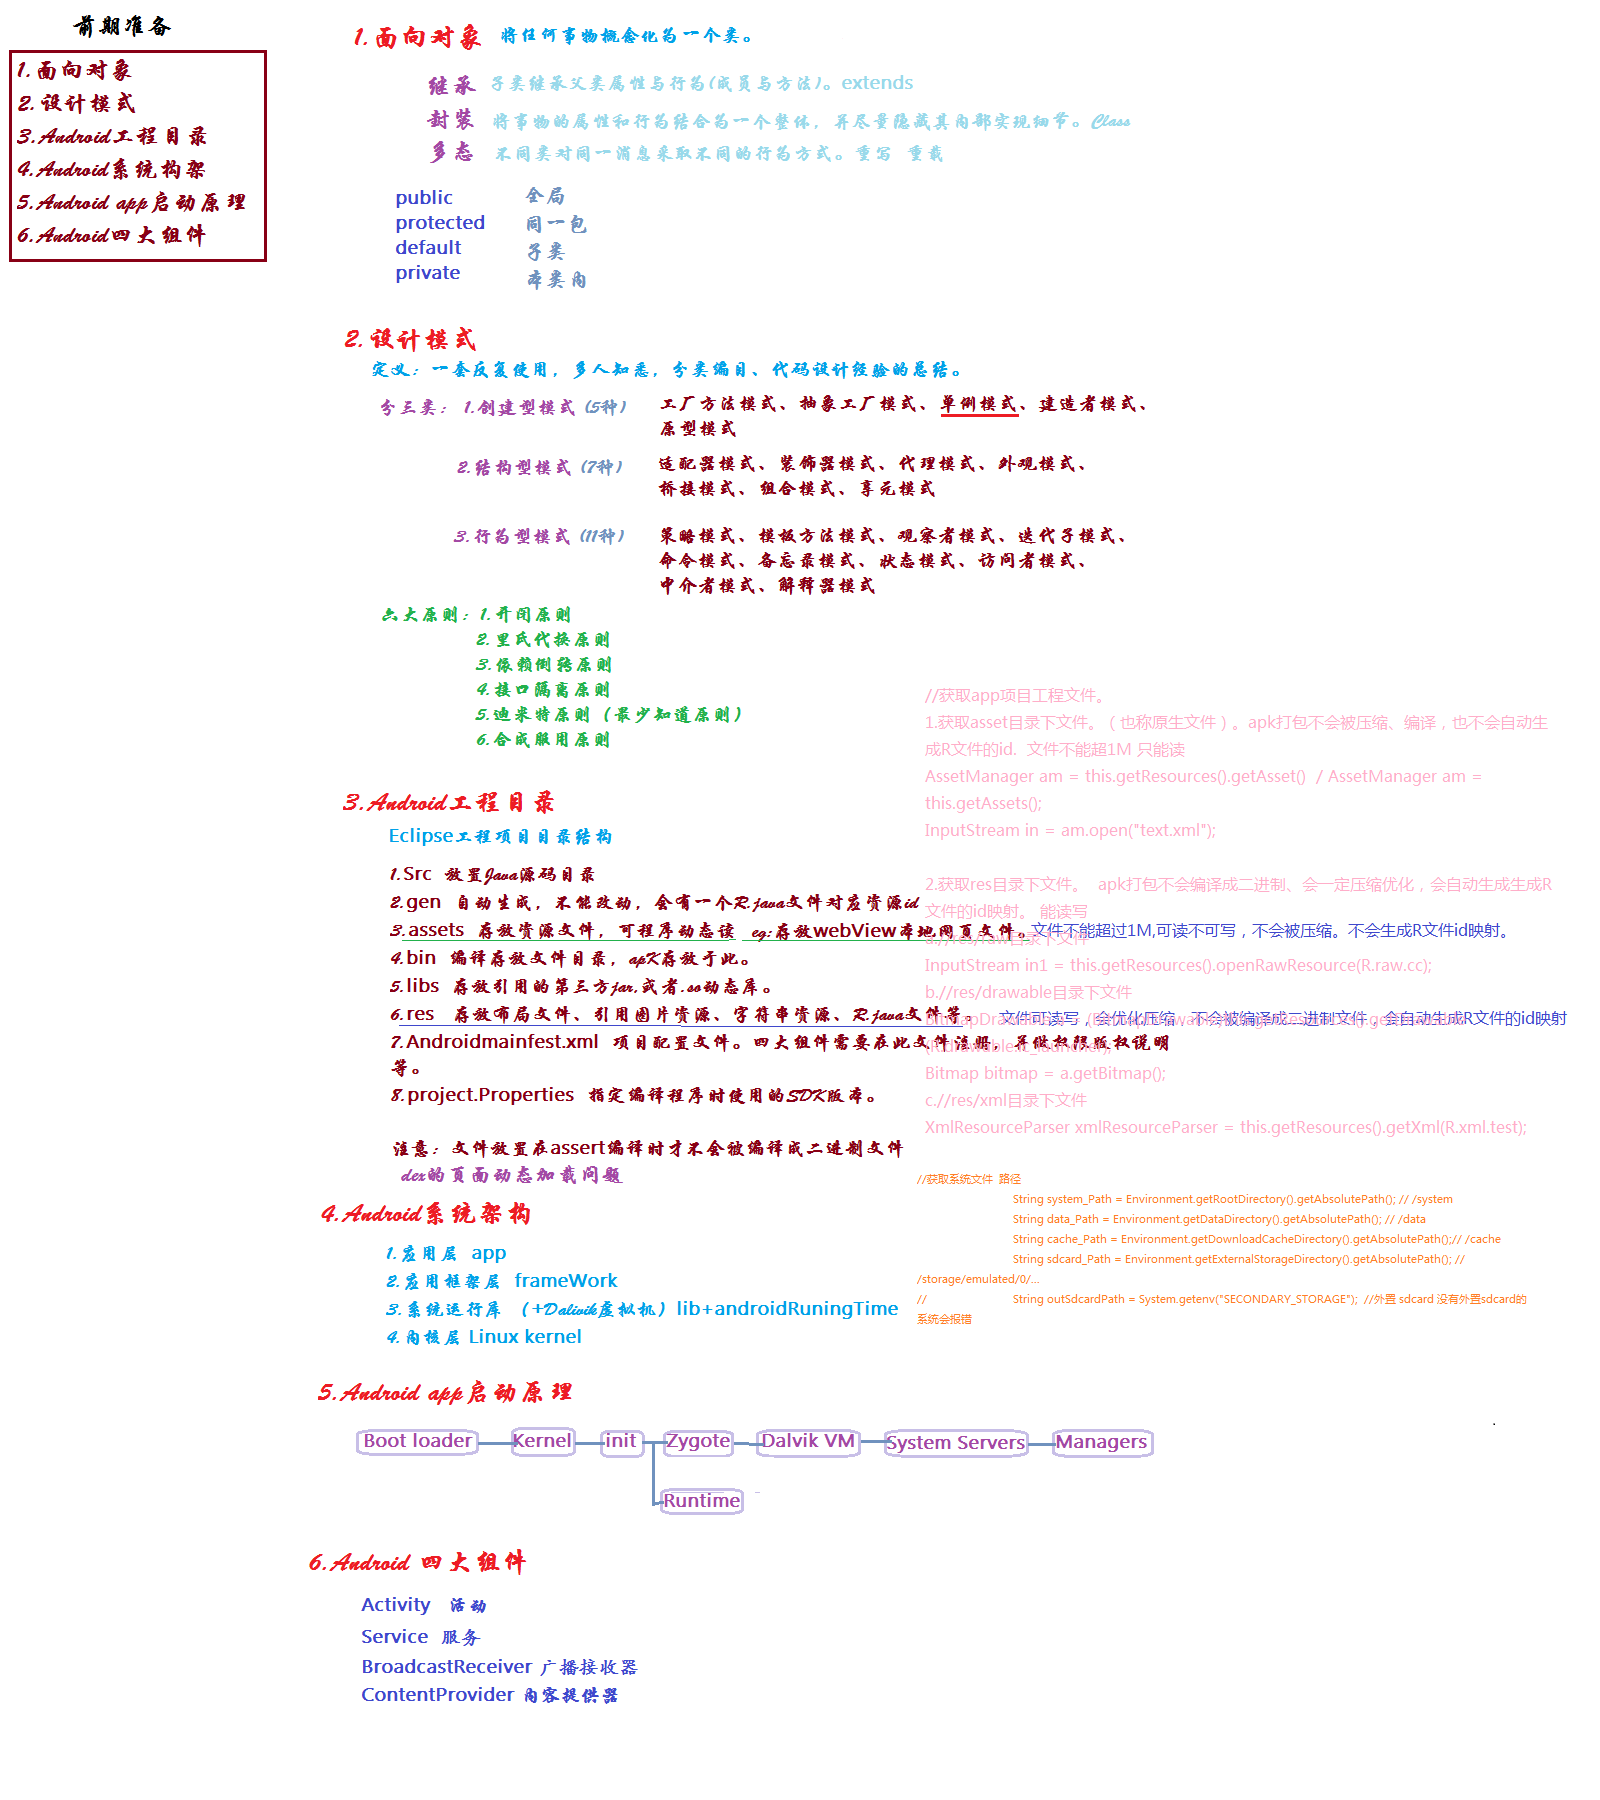 前期准备
1.面向对象
2.设计模式
3.Android工程目录
4.Android系统构架
5.Android app启动原理
6.Android四大组件
1.面向对象 将任何事物概念化为一个类。
继承 子类继承父类属性与行为(成员与方法)。extends
封装 将事物的属性和行为结合为一个整体，并尽量隐藏其内部实现细节。Class
多态 不同类对同一消息采取不同的行为方式。重写 重载
public 全局
protected 同一包
default 子类
private 本类内
2.设计模式
定义：一套反复使用，多人知悉，分类编目、代码设计经验的总结。
分三类：1.创建型模式 (5种) 工厂方法模式、抽象工厂模式、单例模式、建造者模式、
原型模式
2.结构型模式 (7种) 适配器模式、装饰器模式、代理模式、外观模式、
桥接模式、组合模式、享元模式
3.行为型模式 (11种) 策略模式、模板方法模式、观察者模式、迭代子模式、
命令模式、备忘录模式、状态模式、访问者模式、
中介者模式、解释器模式
六大原则：1.开闭原则
2.里氏代换原则
3.依赖倒转原则
4.接口隔离原则
5.迪米特原则（最少知道原则）
6.合成服用原则
3.Android工程目录
Eclipse工程项目目录结构
1.Src 放置Java源码目录
2.gen 自动生成，不能改动，会有一个R.java文件对应资源id
3.assets 存放资源文件，可程序动态读 eg:存放webView本地网页文件。文件不能超过1M,可读不可写，不会被压缩。不会生成R文件id映射。
4.bin 编译存放文件目录，apK存放于此。
5.libs 存放引用的第三方jar,或者.so动态库。
6.res 存放布局文件、引用图片资源、字符串资源、R.java文件等。 文件可读写，会优化压缩，不会被编译成二进制文件，会自动生成R文件的id映射
7.Androidmainfest.xml 项目配置文件。四大组件需要在此文件注册，并做权限版权说明
等。
8.project.Properties 指定编译程序时使用的SDK版本。
注意：文件放置在assert编译时才不会被编译成二进制文件
dex的页面动态加载问题
//获取app项目工程文件。
1.获取asset目录下文件。（也称原生文件）。apk打包不会被压缩、编译，也不会自动生
成R文件的id. 文件不能超1M 只能读
AssetManager am = this.getResources().getAsset() / AssetManager am =
this.getAssets();
InputStream in = am.open("text.xml");
2.获取res目录下文件。 apk打包不会编译成二进制、会一定压缩优化，会自动生成生成R
文件的id映射。 能读写
a.//res/raw目录下文件
InputStream in1 = this.getResources().openRawResource(R.raw.cc);
b.//res/drawable目录下文件
(R.drawable.ic_launcher);
Bitmap bitmap = a.getBitmap();
c.//res/xml目录下文件
XmlResourceParser xmlResourceParser = this.getResources().getXml(R.xml.test);
//获取系统文件 路径
String system_Path = Environment.getRootDirectory().getAbsolutePath(); // /system
String data_Path = Environment.getDataDirectory().getAbsolutePath(); // /data
String cache_Path = Environment.getDownloadCacheDirectory().getAbsolutePath();// /cache
String sdcard_Path = Environment.getExternalStorageDirectory().getAbsolutePath(); //
/storage/emulated/0/...
// String outSdcardPath = System.getenv("SECONDARY_STORAGE"); //外置 sdcard 没有外置sdcard的
系统会报错
4.Android系统架构
1.应用层 app
2.应用框架层 frameWork
3.系统运行库 （+Dalivik虚拟机）lib+androidRuningTime
4.内核层 Linux kernel
5.Android app启动原理
Boot loader Kernel init Zygote Dalvik VM System Servers Managers
Runtime
6.Android 四大组件
Activity 活动
Service 服务
BroadcastReceiver 广播接收器
ContentProvider 内容提供器